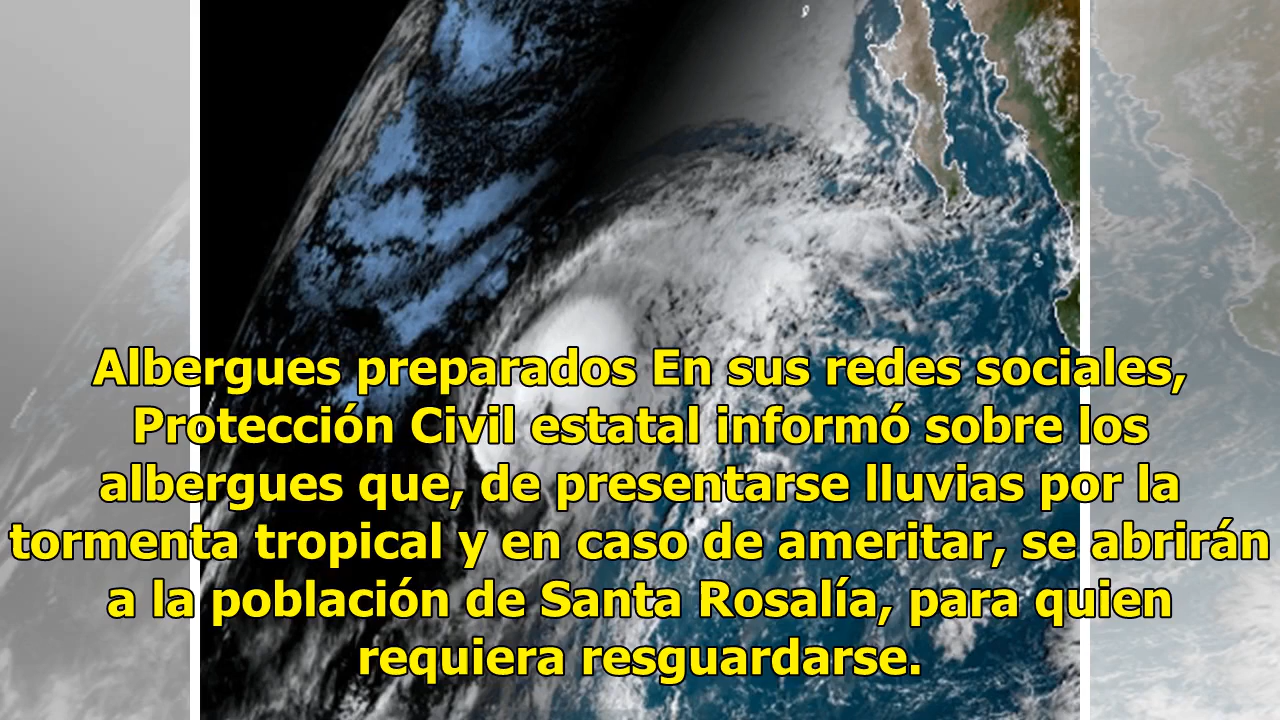 Albergues preparados En sus redes sociales,
Protección Civil estatal informó sobre los
albergues que, de presentarse lluvias por la
tormenta tropical y en caso de ameritar, se abrirán
a la población de Santa Rosalía, para quien
requiera resguardarse.